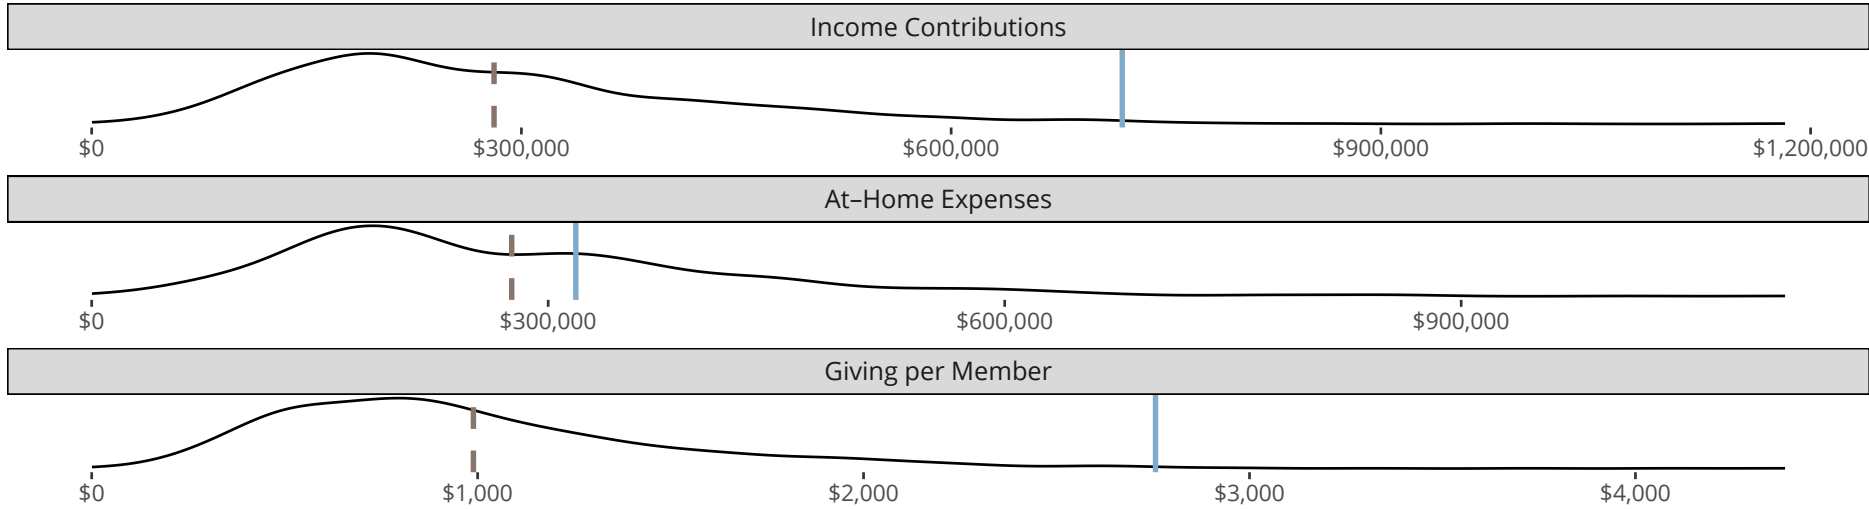 Income Contributions
$0 $300,000 $600,000 $900,000 $1,200,000
At–Home Expenses
$0 $300,000 $600,000 $900,000
Giving per Member
$0 $1,000 $2,000 $3,000 $4,000